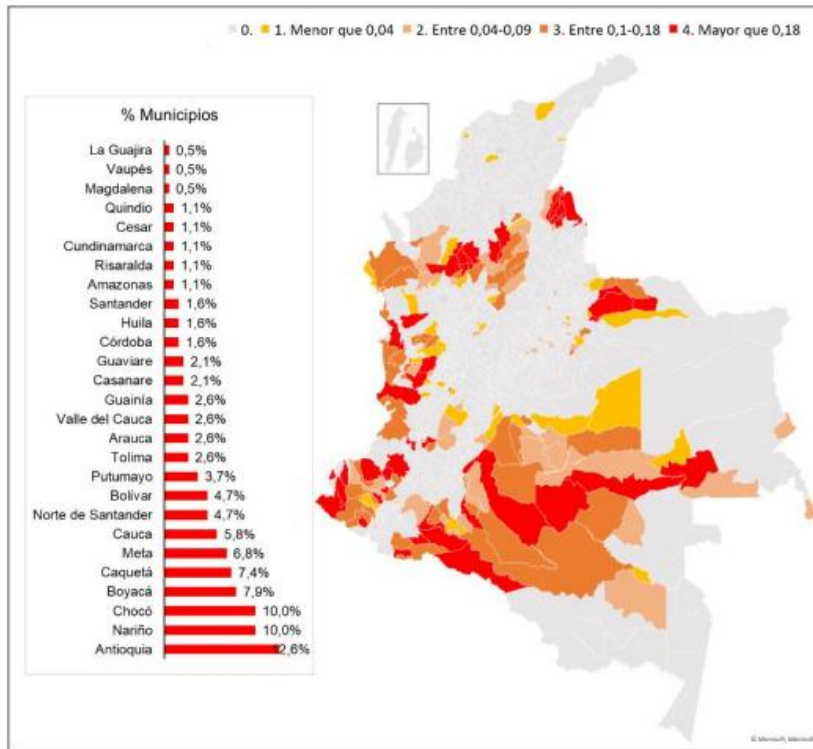 0. 1. Menor que 0,04 2. Entre 0,04-0,09 3. Entre 0,1-0,18 4. Mayor que 0,18
% Municipios
La Guajira 0,5%
Vaupés 0,5%
Magdalena 0,5%
Quindio 1,1%
Cesar 1,1%
Cundinamarca 1,1%
Risaralda 1,1%
Amazonas 1,1%
Santander 1,6%
Huila 1,6%
Córdoba 1,6%
Guaviare 2,1%
Casanare 2,1%
Guainía 2,6%
Valle del Cauca 2,6%
Arauca 2,6%
Tolima 2,6%
Putumayo 3,7%
Bolívar 4,7%
Norte de Santander 4,7%
Cauca 5,8%
Meta 6,8%
Caquetá 7,4%
Boyacá 7,9%
Chocó 10,0%
Nariño 10,0%
Antioquia 12,6%
© Microsoft,